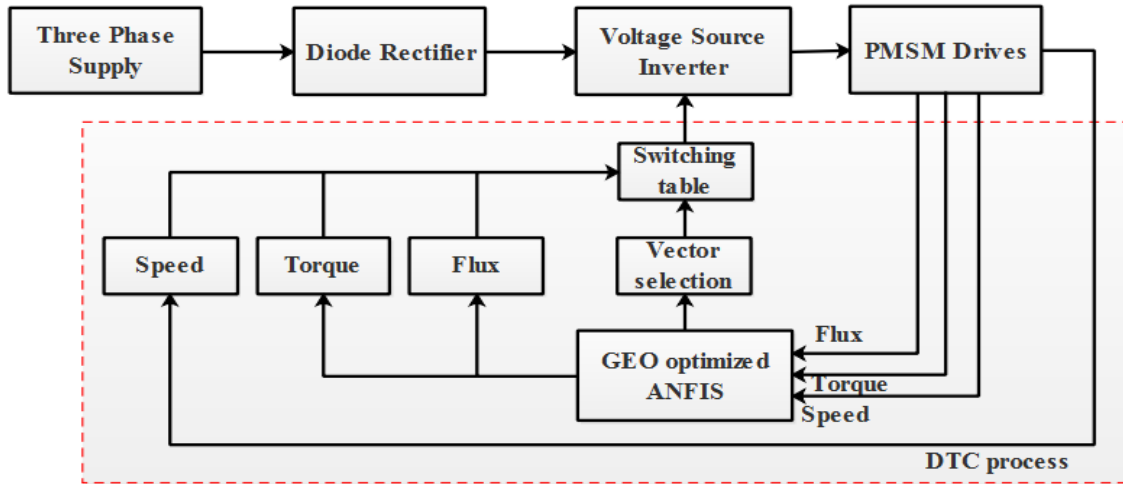 Three Phase
Supply
Diode Rectifier
Voltage Source
Inverter
PMSM Drives
Switching
table
Speed
Torque
Flux
Vector
selection
GEO optimized
ANFIS
Flux
Torque
Speed
DTC process